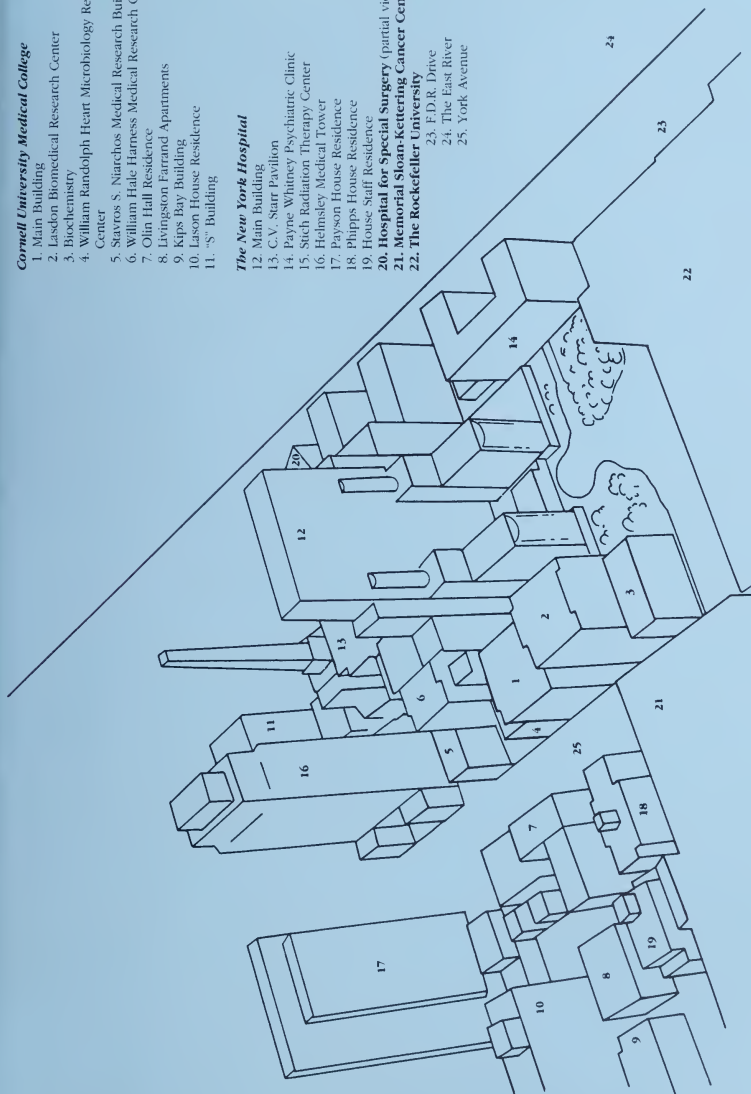 Cornell University Medical College
1. Main Building
2. Lasdon Biomedical Research Center
3. Biochemistry
4. William Randolph Heart Microbiology Re
Center
5. Stavros S. Niarchos Medical Research Bui
6. William Hale Harness Medical Research
7. Olin Hall Residence
8. Livingston Farrand Apartments
9. Kips Bay Building
10. Lason House Residence
11. "S" Building
The New York Hospital
12. Main Building
13. C.V. Starr Pavilion
14. Payne Whitney Psychiatric Clinic
15. Stich Radiation Therapy Center
16. Helmsley Medical Tower
17. Payson House Residence
18. Phipps House Residence
19. House Staff Residence
20. Hospital for Special Surgery (partial vi
21. Memorial Sloan-Kettering Cancer Cen
22. The Rockefeller University
23. F.D.R. Drive
24. The East River
25. York Avenue
24
23
22
14
20
12
3
2
13
1
6
21
11
4
5
25
16
18
7
17
19
8
10
9